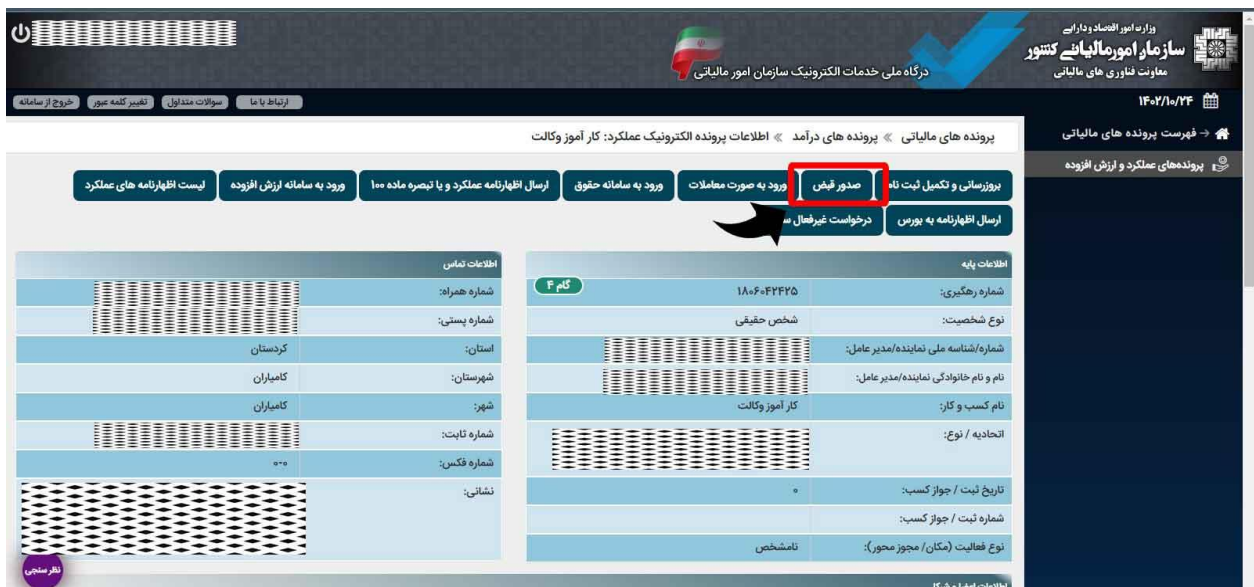 وزارت امور اقتصاد و دارایی
سازمان امور مالیاتی کشور
معاونت فناوری های مالیاتی
درگاه ملی خدمات الکترونیک سازمان امور مالیاتی
۱۴۰۲/۱۰/۲۴
ارتباط با ما سوالات متداول تغییر کلمه عبور خروج از سامانه
فهرست پرونده های مالیاتی
پرونده‌های عملکرد و ارزش افزوده
پرونده های مالیاتی » پرونده های درآمد » اطلاعات پرونده الکترونیک عملکرد: کار آموز وکالت
بروزرسانی و تکمیل ثبت نام صدور قبض ورود به صورت معاملات ورود به سامانه حقوق ارسال اظهارنامه عملکرد و یا تبصره ماده ۱۰۰ ورود به سامانه ارزش افزوده لیست اظهارنامه های عملکرد
ارسال اظهارنامه به بورس درخواست غیرفعال
اطلاعات پایه
گام ۴
شماره رهگیری: ۱۸۰۶۰۴۲۴۲۵
نوع شخصیت: شخص حقیقی
شماره/شناسه ملی نماینده/مدیر عامل:
نام و نام خانوادگی نماینده/مدیر عامل:
نام کسب و کار: کار آموز وکالت
اتحادیه / نوع:
تاریخ ثبت / جواز کسب: ۰
شماره ثبت / جواز کسب:
نوع فعالیت (مکان/ مجوز محور): نامشخص
اطلاعات تماس
شماره همراه:
شماره پستی:
استان: کردستان
شهرستان: کامیاران
شهر: کامیاران
شماره ثابت:
شماره فکس: ۰-۰
نشانی:
نظر سنجی